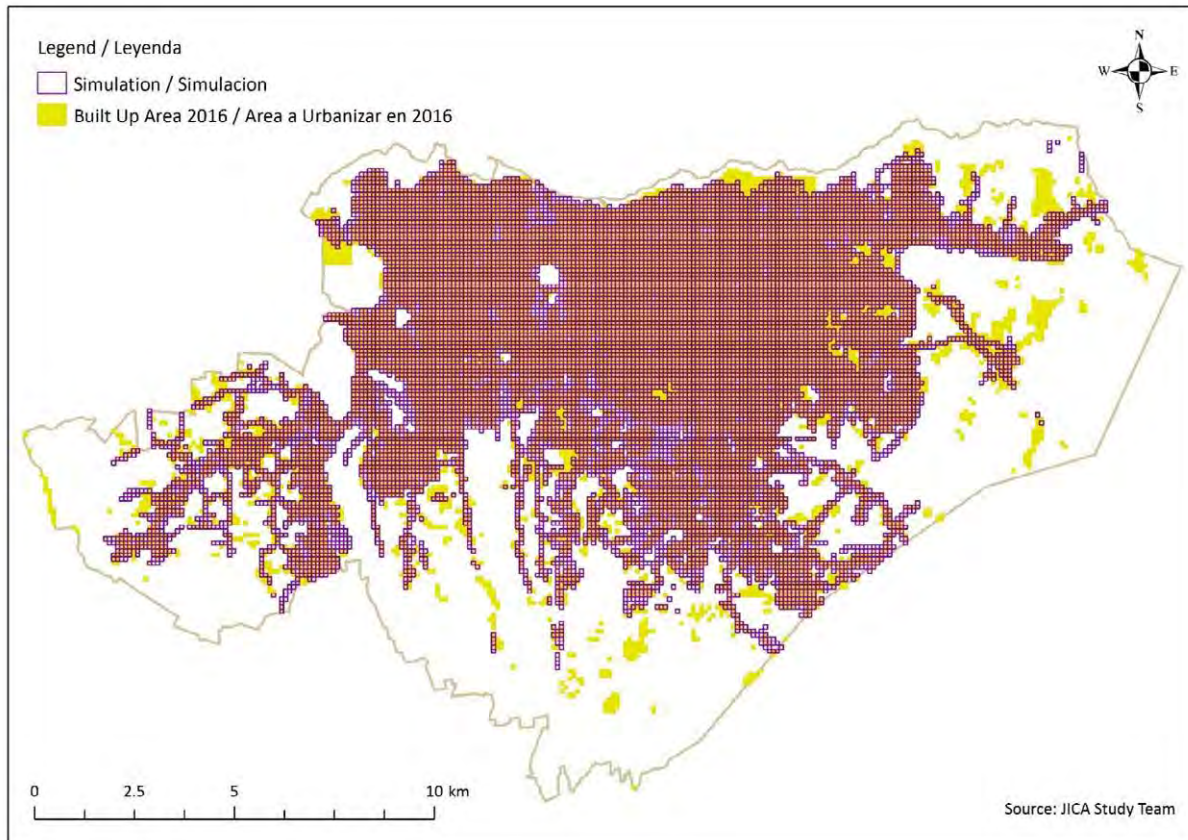 Legend / Leyenda
Simulation / Simulacion
Built Up Area 2016 / Area a Urbanizar en 2016
N
W E
S
0 2.5 5 10 km
Source: JICA Study Team